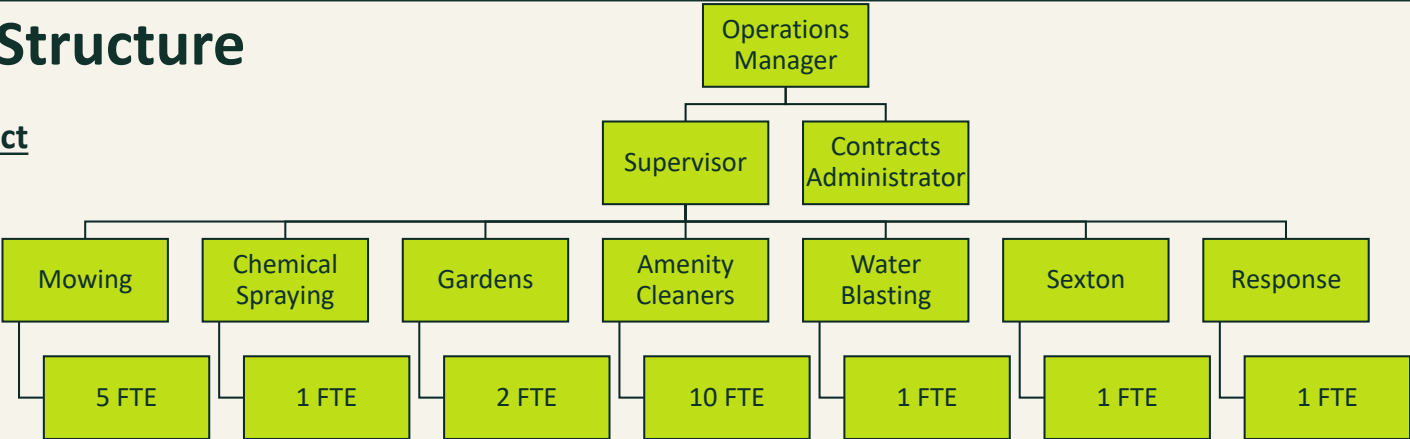 Structure
ct
Operations
Manager
Supervisor
Contracts
Administrator
Mowing
Chemical
Spraying
Gardens
Amenity
Cleaners
Water
Blasting
Sexton
Response
5 FTE
1 FTE
2 FTE
10 FTE
1 FTE
1 FTE
1 FTE